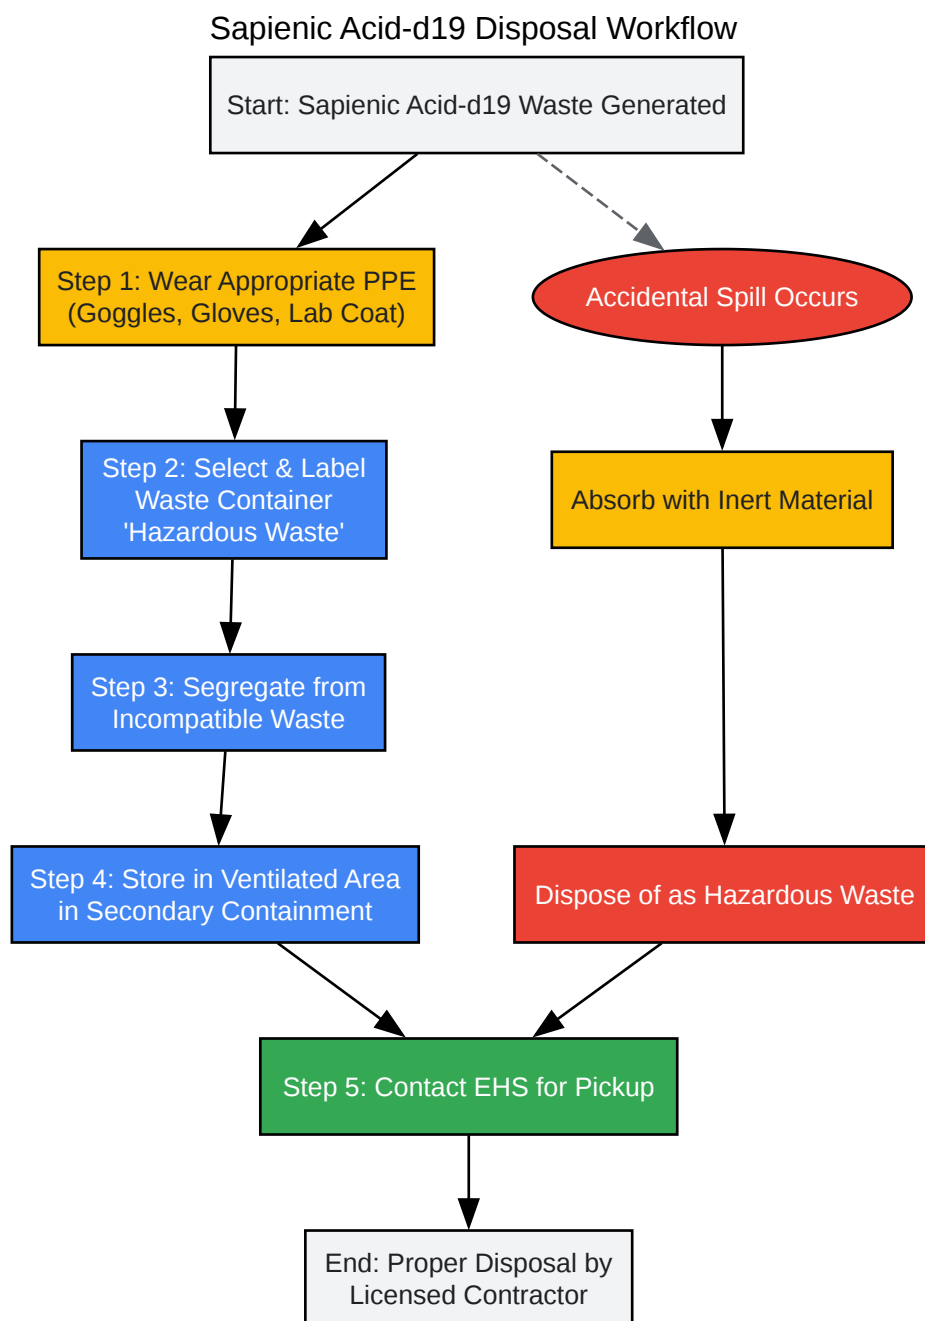 Sapienic Acid-d19 Disposal Workflow
Start: Sapienic Acid-d19 Waste Generated
Step 1: Wear Appropriate PPE
(Goggles, Gloves, Lab Coat)
Accidental Spill Occurs
Step 2: Select & Label
Waste Container
'Hazardous Waste'
Absorb with Inert Material
Step 3: Segregate from
Incompatible Waste
Step 4: Store in Ventilated Area
in Secondary Containment
Dispose of as Hazardous Waste
Step 5: Contact EHS for Pickup
End: Proper Disposal by
Licensed Contractor